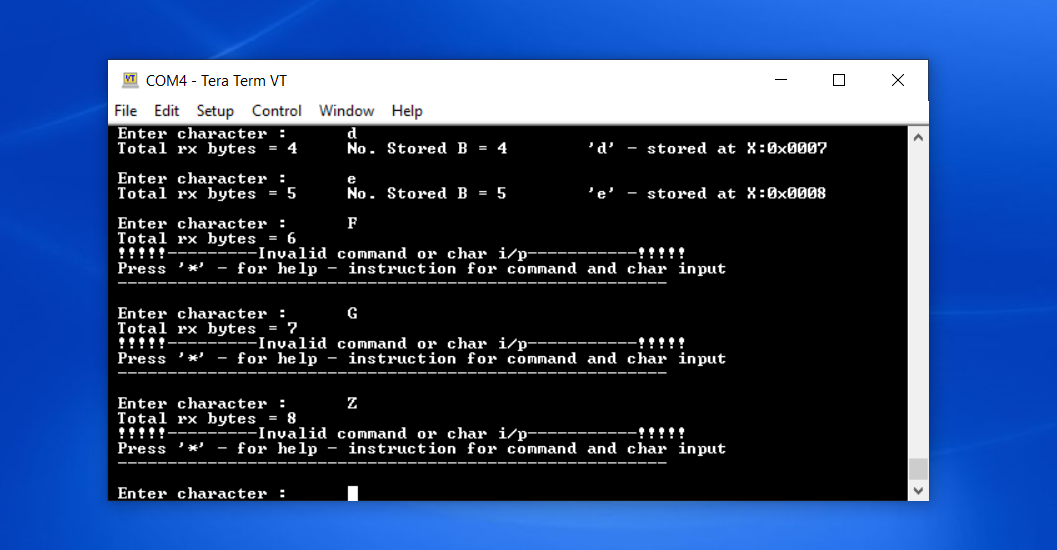 VT COM4 - Tera Term VT
File Edit Setup Control Window Help
Enter character : d
Total rx bytes = 4 No. Stored B = 4 'd' - stored at X:0x0007
Enter character : e
Total rx bytes = 5 No. Stored B = 5 'e' - stored at X:0x0008
Enter character : F
Total rx bytes = 6
!!!!!---------Invalid command or char i/p-----------!!!!!
Press '*' - for help - instruction for command and char input
-------------------------------------------------------
Enter character : G
Total rx bytes = 7
!!!!!---------Invalid command or char i/p-----------!!!!!
Press '*' - for help - instruction for command and char input
-------------------------------------------------------
Enter character : Z
Total rx bytes = 8
!!!!!---------Invalid command or char i/p-----------!!!!!
Press '*' - for help - instruction for command and char input
-------------------------------------------------------
Enter character :